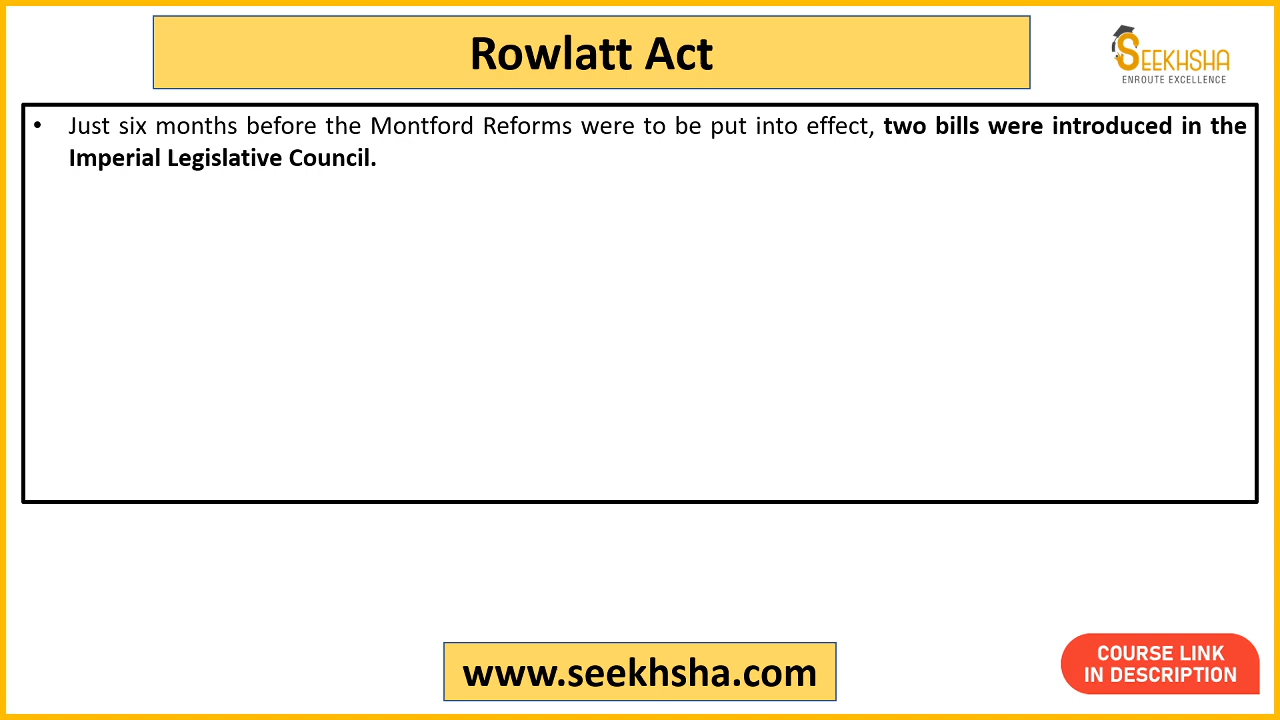 Rowlatt Act
SEEKHSHA
ENROUTE EXCELLENCE
• Just six months before the Montford Reforms were to be put into effect, two bills were introduced in the
Imperial Legislative Council.
www.seekhsha.com
COURSE LINK
IN DESCRIPTION